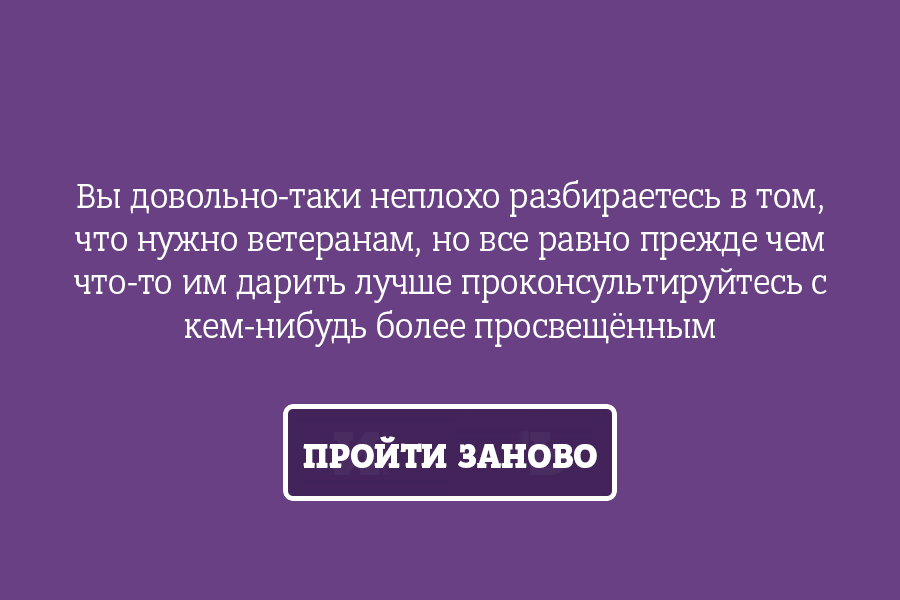 Вы довольно-таки неплохо разбираетесь в том,
что нужно ветеранам, но все равно прежде чем
что-то им дарить лучше проконсультируйтесь с
кем-нибудь более просвещённым
ПРОЙТИ ЗАНОВО